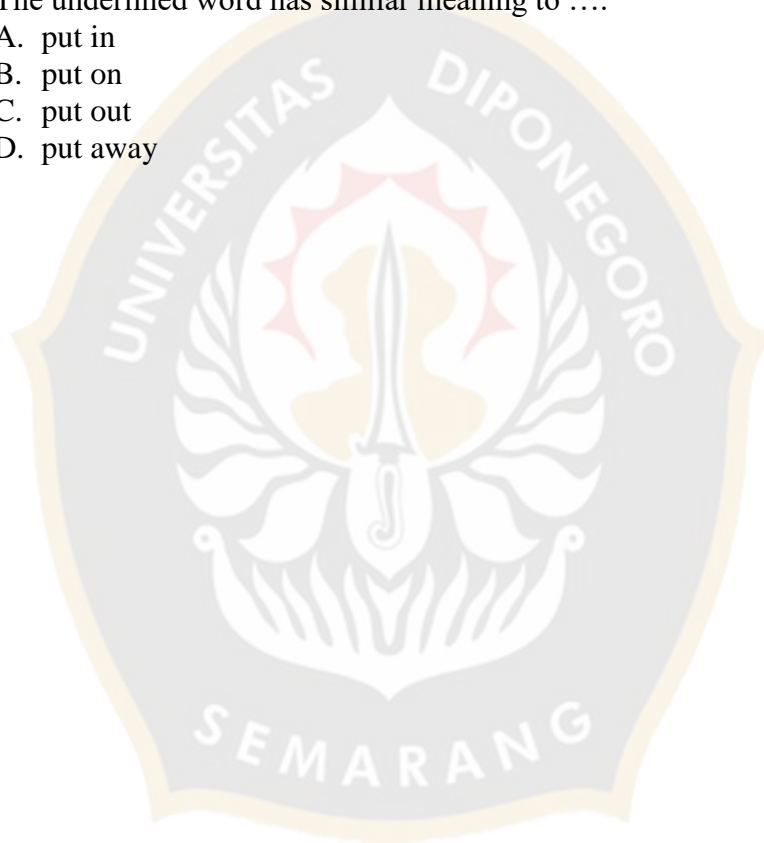 The underlined word has similar meaning to ….
A. put in
B. put on
C. put out
D. put away
UNIVERSITAS DIPONEGORO
SEMARANG